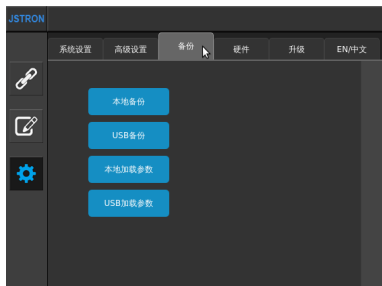 JSTRON
系统设置
高级设置
备份
硬件
升级
EN/中文
本地备份
USB备份
本地加载参数
USB加载参数